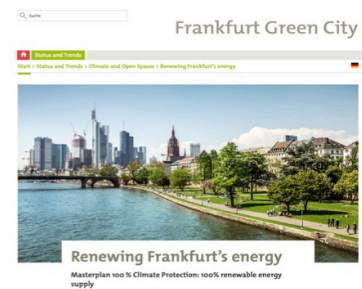 Suche
Frankfurt Green City
Status and Trends
Start > Status and Trends > Climate and Open Spaces > Renewing Frankfurt's energy
Renewing Frankfurt's energy
Masterplan 100 % Climate Protection: 100% renewable energy
supply